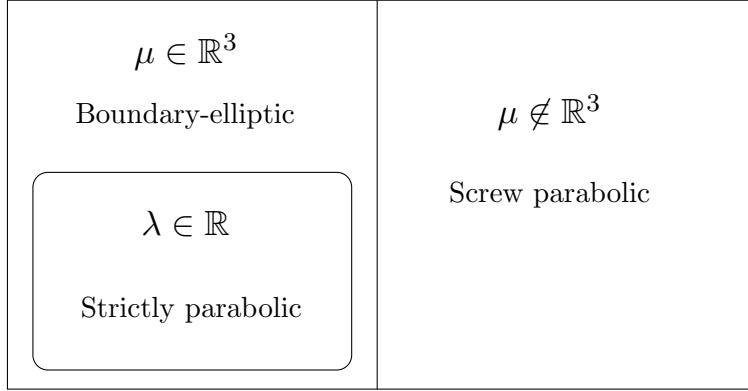 μ ∈ ℝ³
Boundary-elliptic
λ ∈ ℝ
Strictly parabolic
μ ∉ ℝ³
Screw parabolic